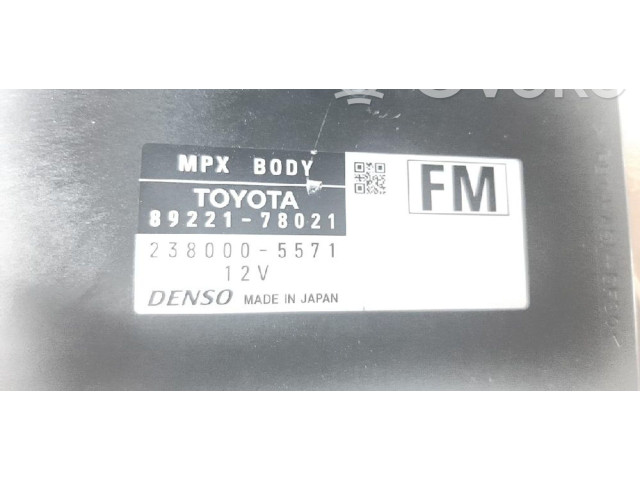 MPX BODY
TOYOTA
89221-78021
238000-5571
12V
DENSO MADE IN JAPAN
FM